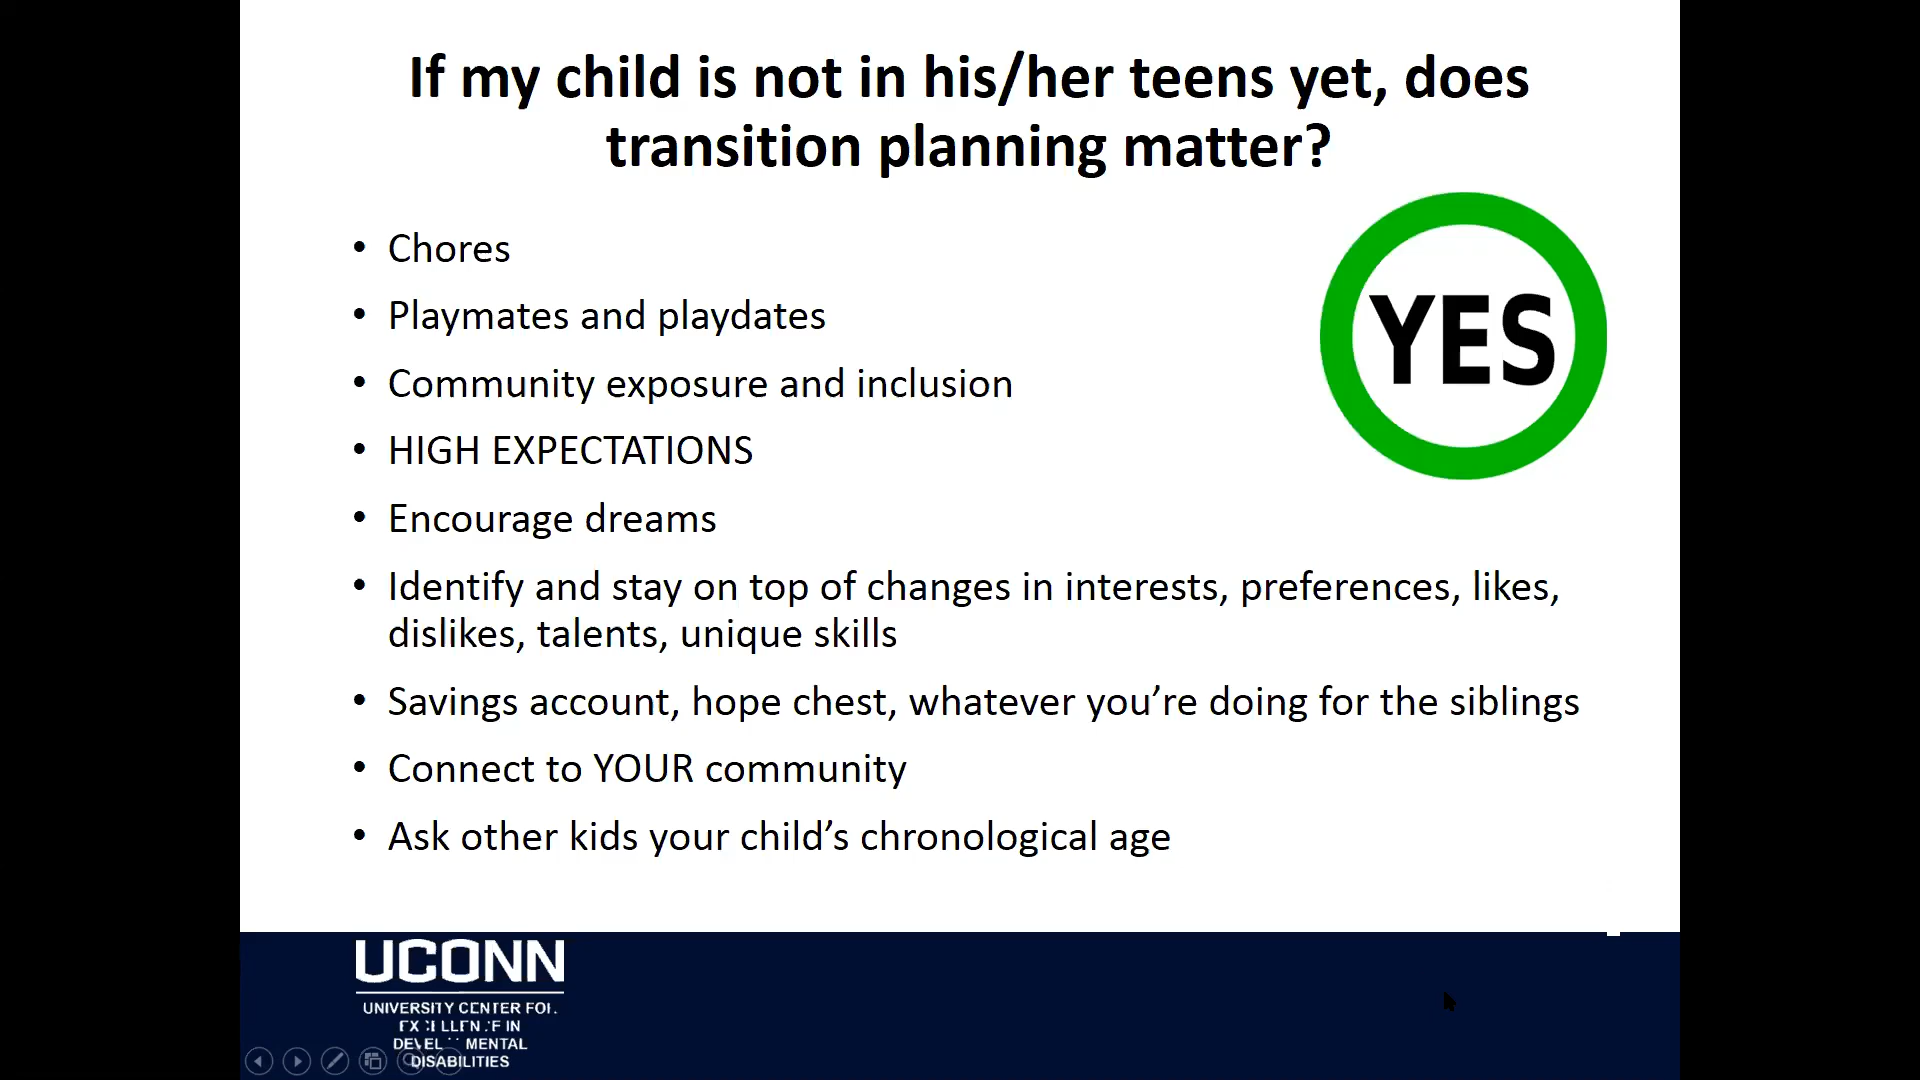 If my child is not in his/her teens yet, does
transition planning matter?
YES
• Chores
• Playmates and playdates
• Community exposure and inclusion
• HIGH EXPECTATIONS
• Encourage dreams
• Identify and stay on top of changes in interests, preferences, likes,
dislikes, talents, unique skills
• Savings account, hope chest, whatever you’re doing for the siblings
• Connect to YOUR community
• Ask other kids your child’s chronological age
UCONN
UNIVERSITY CENTER FOR
EXCELLENCE IN
DEVELOPMENTAL
DISABILITIES